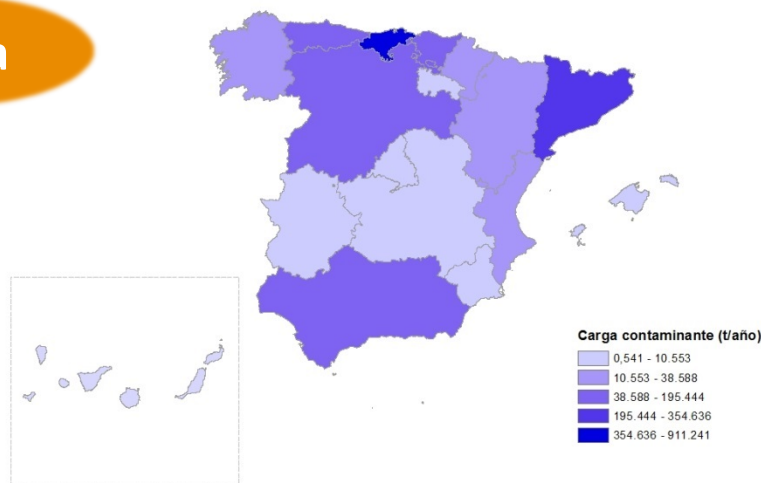 a
Carga contaminante (t/año)
0,541 - 10.553
10.553 - 38.588
38.588 - 195.444
195.444 - 354.636
354.636 - 911.241